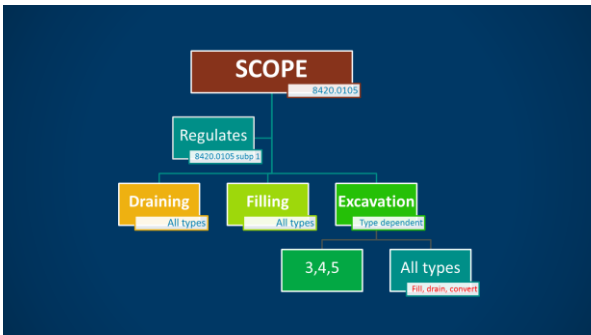 SCOPE
8420.0105
Regulates
8420.0105 subp 1
Draining
All types
Filling
All types
Excavation
Type dependent
3,4,5
All types
Fill, drain, convert